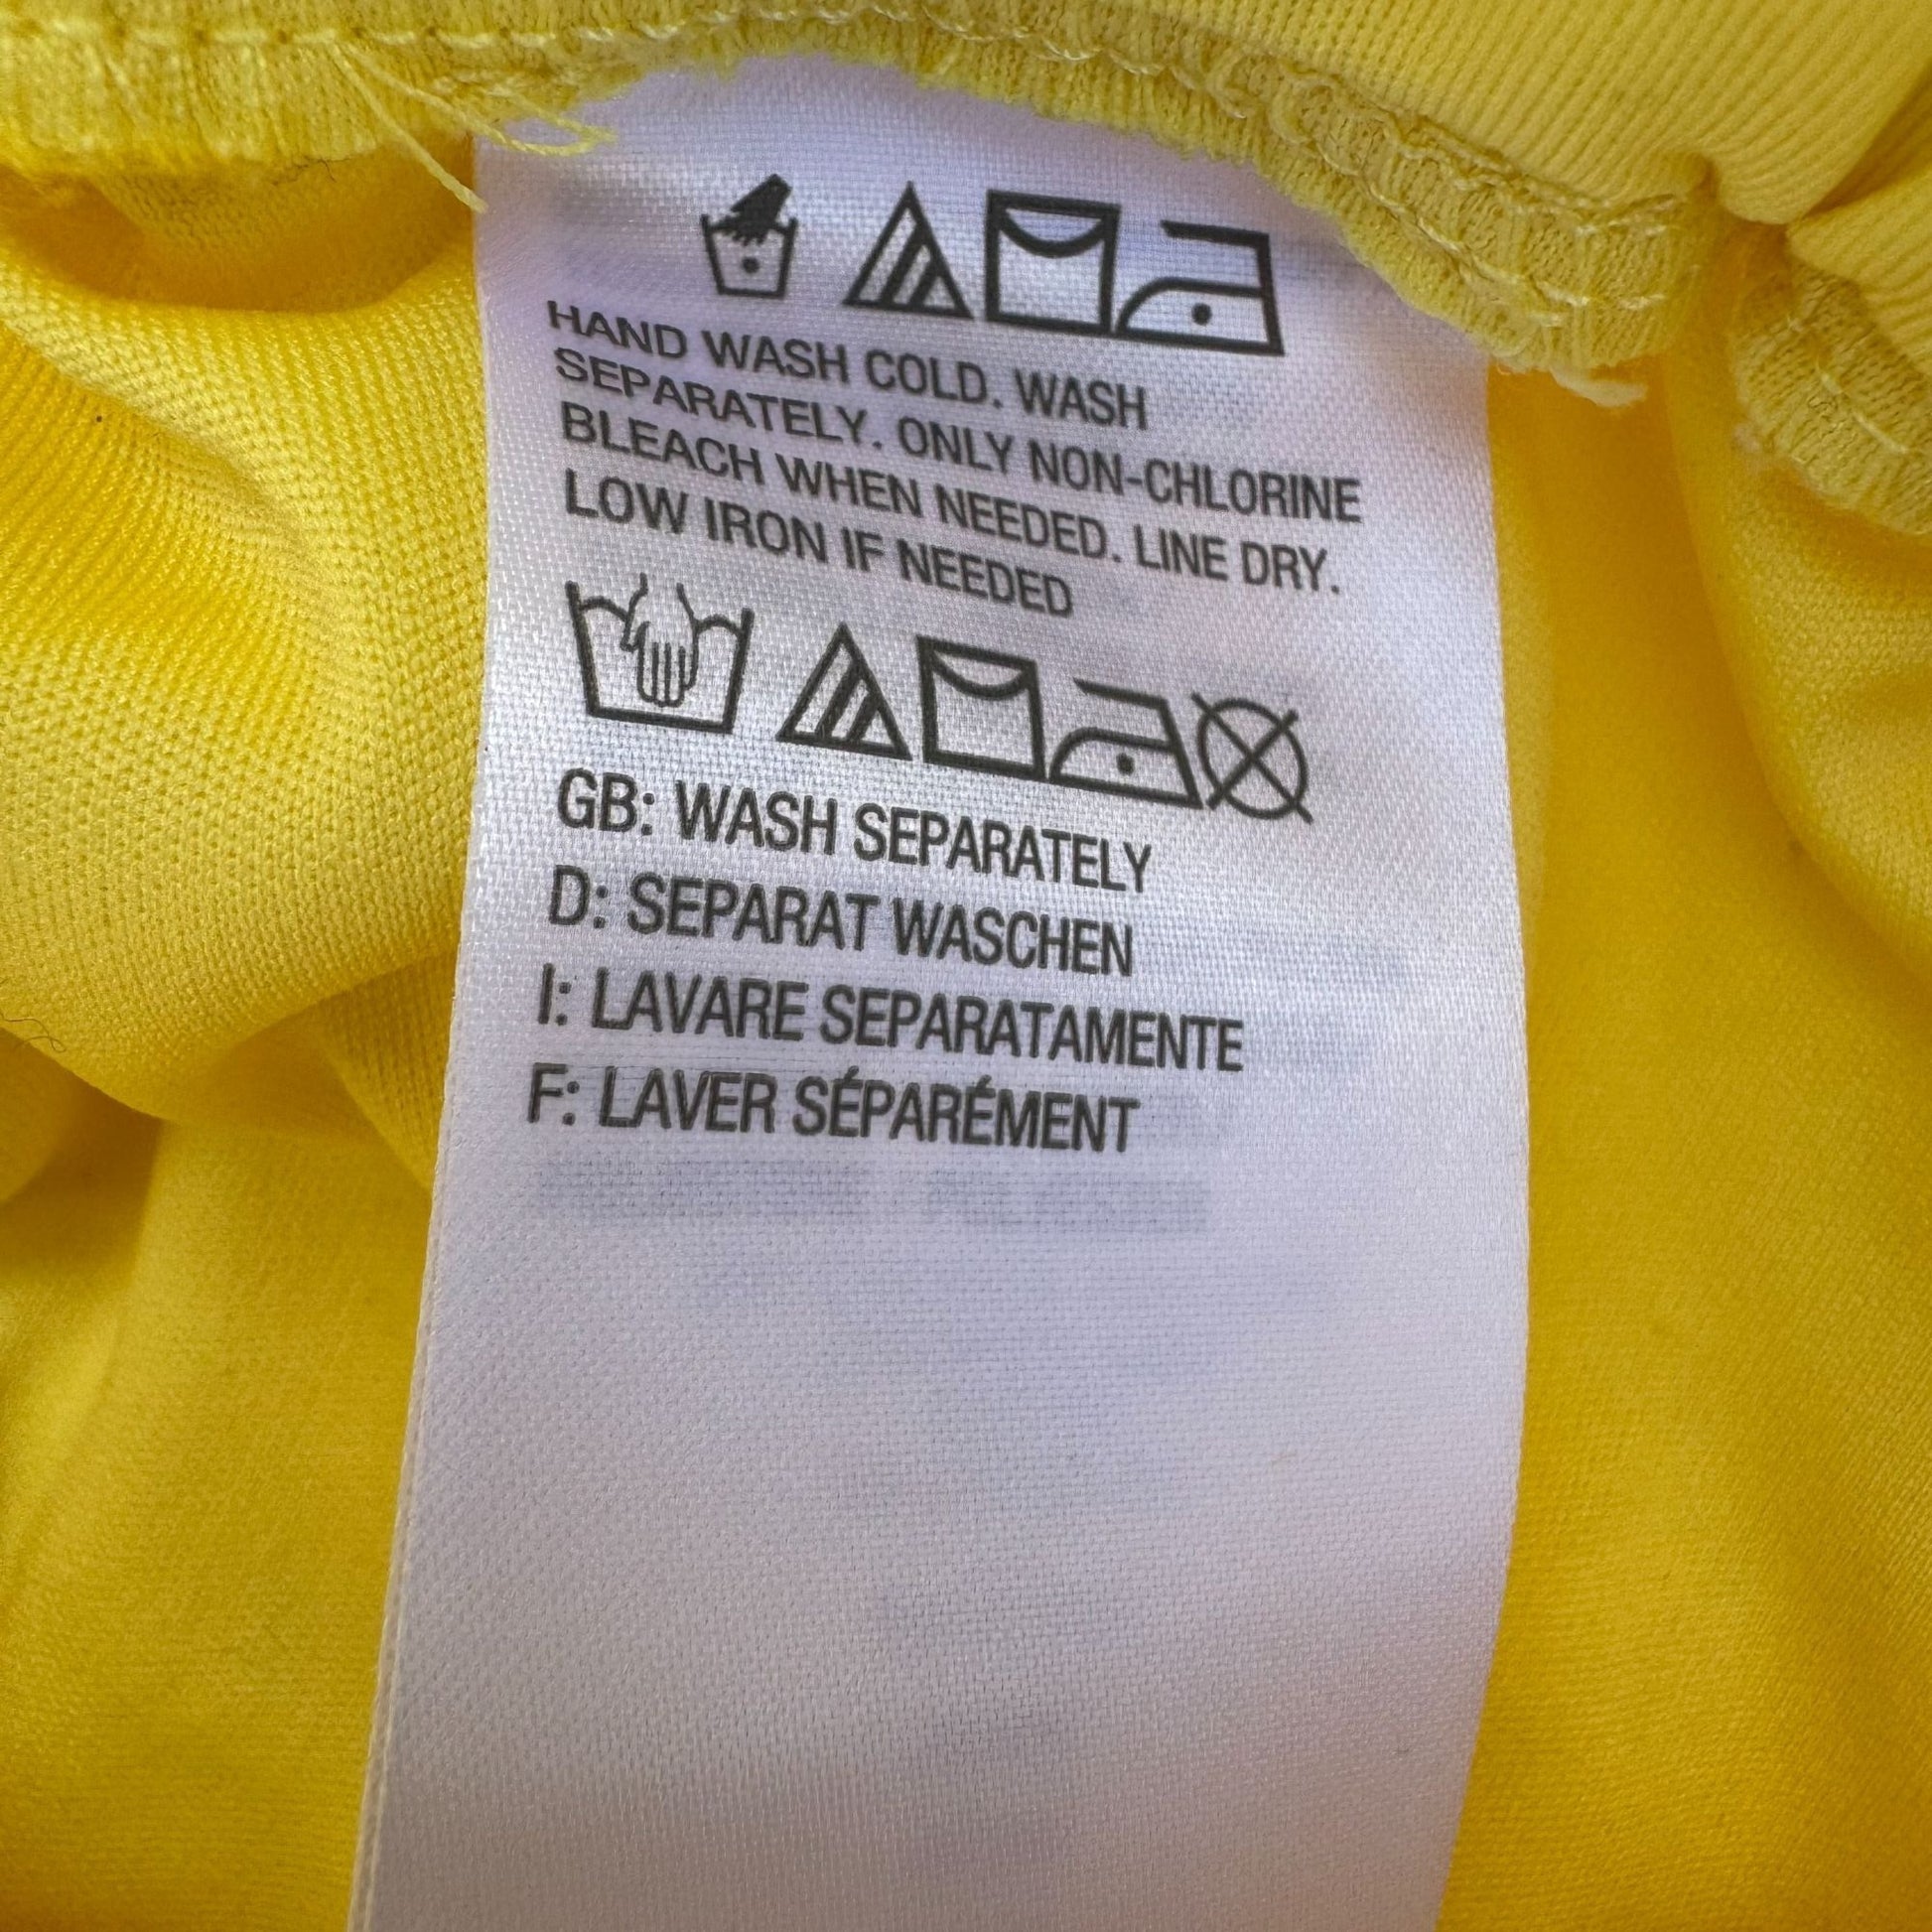 HAND WASH COLD. WASH
SEPARATELY. ONLY NON-CHLORINE
BLEACH WHEN NEEDED. LINE DRY.
LOW IRON IF NEEDED
GB: WASH SEPARATELY
D: SEPARAT WASCHEN
I: LAVARE SEPARATAMENTE
F: LAVER SÉPARÉMENT